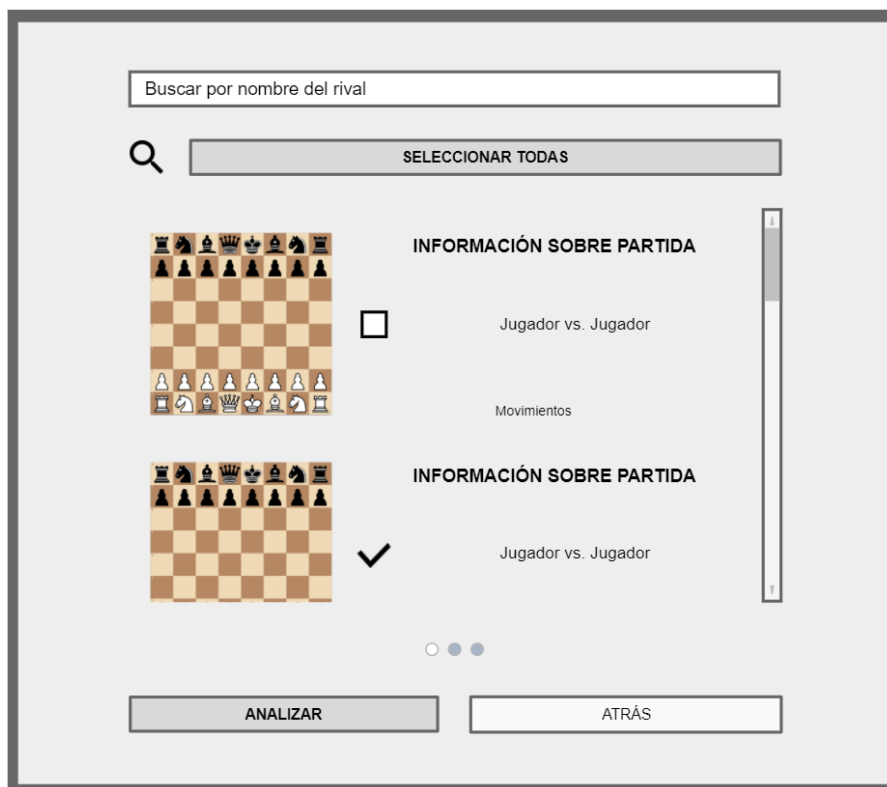 Buscar por nombre del rival
SELECCIONAR TODAS
INFORMACIÓN SOBRE PARTIDA
Jugador vs. Jugador
Movimientos
INFORMACIÓN SOBRE PARTIDA
Jugador vs. Jugador
ANALIZAR
ATRÁS